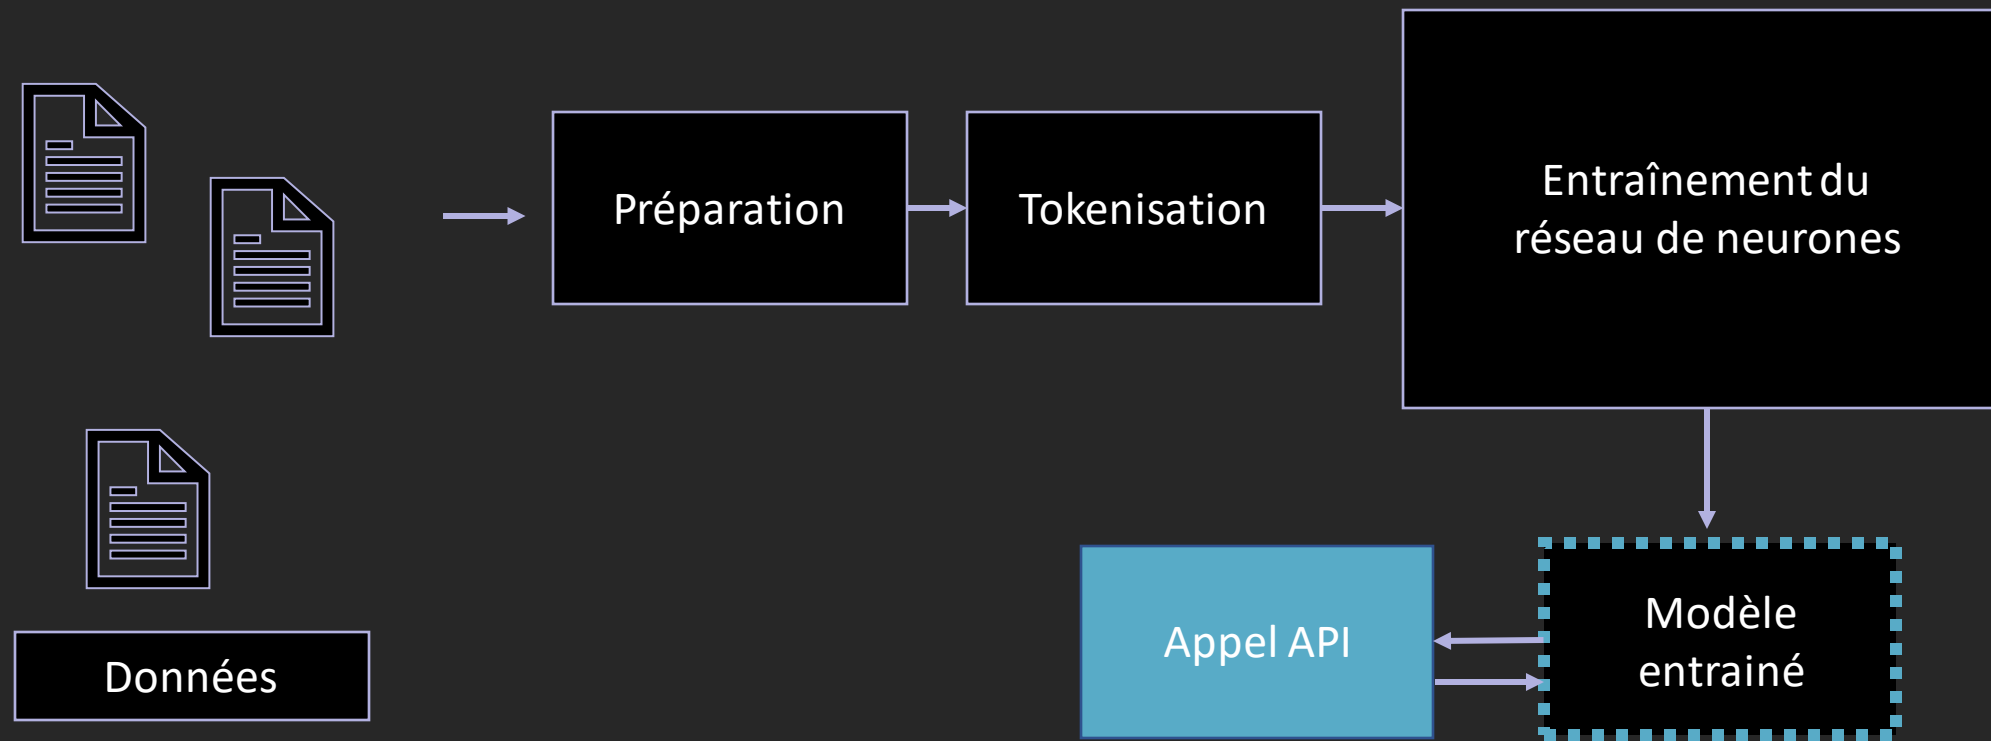 Préparation
Tokenisation
Entraînement du
réseau de neurones
Données
Appel API
Modèle
entrainé